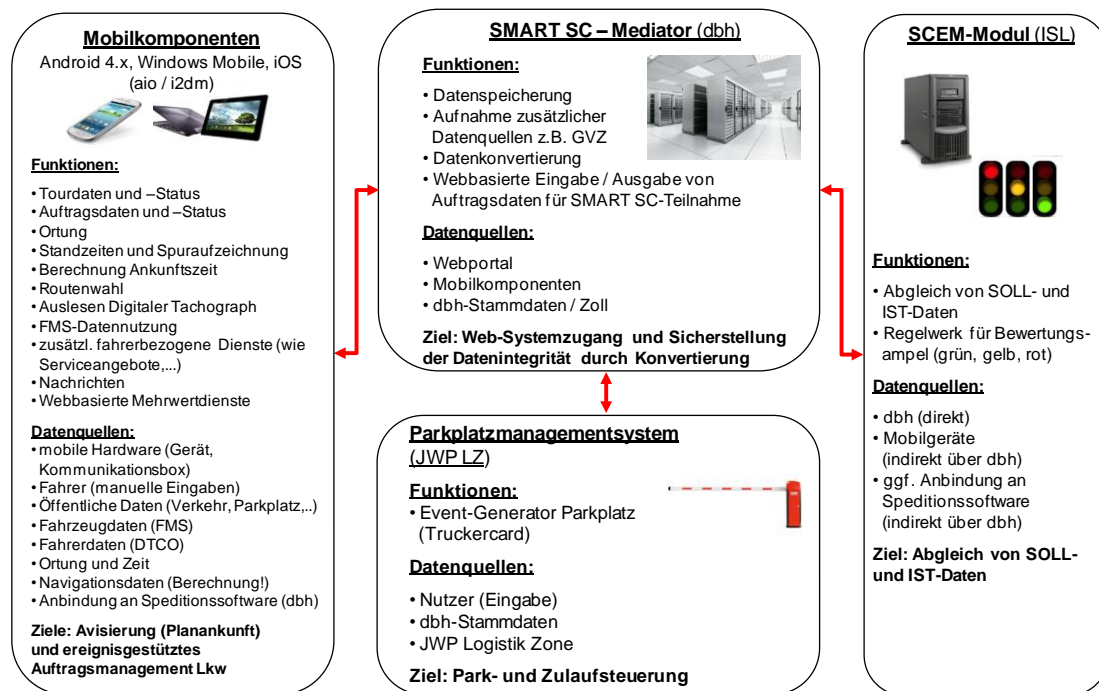 Mobilkomponenten
Android 4.x, Windows Mobile, iOS
(aio / i2dm)
Funktionen:
• Tourdaten und –Status
• Auftragsdaten und –Status
• Ortung
• Standzeiten und Spuraufzeichnung
• Berechnung Ankunftszeit
• Routenwahl
• Auslesen Digitaler Tachograph
• FMS-Datennutzung
• zusätzl. fahrerbezogene Dienste (wie
Serviceangebote,...)
• Nachrichten
• Webbasierte Mehrwertdienste
Datenquellen:
• mobile Hardware (Gerät,
Kommunikationsbox)
• Fahrer (manuelle Eingaben)
• Öffentliche Daten (Verkehr, Parkplatz,..)
• Fahrzeugdaten (FMS)
• Fahrerdaten (DTCO)
• Ortung und Zeit
• Navigationsdaten (Berechnung!)
• Anbindung an Speditionssoftware (dbh)
Ziele: Avisierung (Planankunft)
und ereignisgestütztes
Auftragsmanagement Lkw
SMART SC – Mediator (dbh)
Funktionen:
• Datenspeicherung
• Aufnahme zusätzlicher
Datenquellen z.B. GVZ
• Datenkonvertierung
• Webbasierte Eingabe / Ausgabe von
Auftragsdaten für SMART SC-Teilnahme
Datenquellen:
• Webportal
• Mobilkomponenten
• dbh-Stammdaten / Zoll
Ziel: Web-Systemzugang und Sicherstellung
der Datenintegrität durch Konvertierung
Parkplatzmanagementsystem
(JWP LZ)
Funktionen:
• Event-Generator Parkplatz
(Truckercard)
Datenquellen:
• Nutzer (Eingabe)
• dbh-Stammdaten
• JWP Logistik Zone
Ziel: Park- und Zulaufsteuerung
SCEM-Modul (ISL)
Funktionen:
• Abgleich von SOLL- und
IST-Daten
• Regelwerk für Bewertungs-
ampel (grün, gelb, rot)
Datenquellen:
• dbh (direkt)
• Mobilgeräte
(indirekt über dbh)
• ggf. Anbindung an
Speditionssoftware
(indirekt über dbh)
Ziel: Abgleich von SOLL-
und IST-Daten